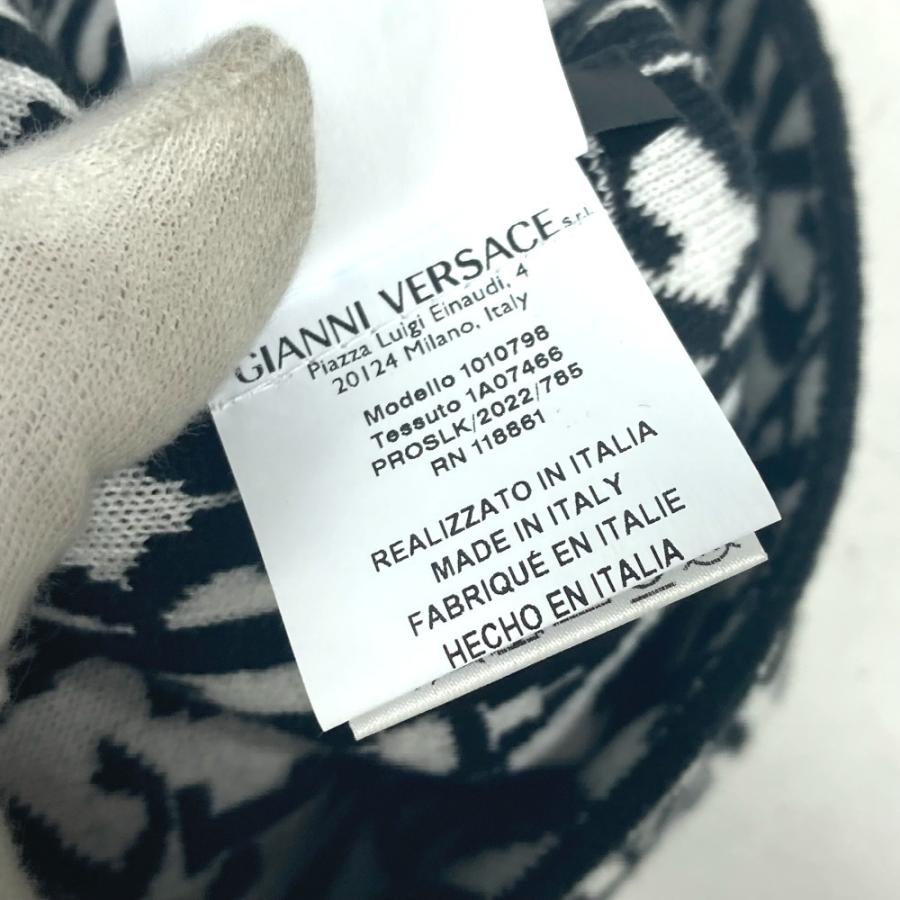 GIANNI VERSACE s.r.l.
Piazza Luigi Einaudi, 4
20124 Milano, Italy
Modello 1010798
Tessuto 1A07466
PROSLK/2022/785
RN 118861
REALIZZATO IN ITALIA
MADE IN ITALY
FABRIQUÉ EN ITALIE
HECHO EN ITALIA